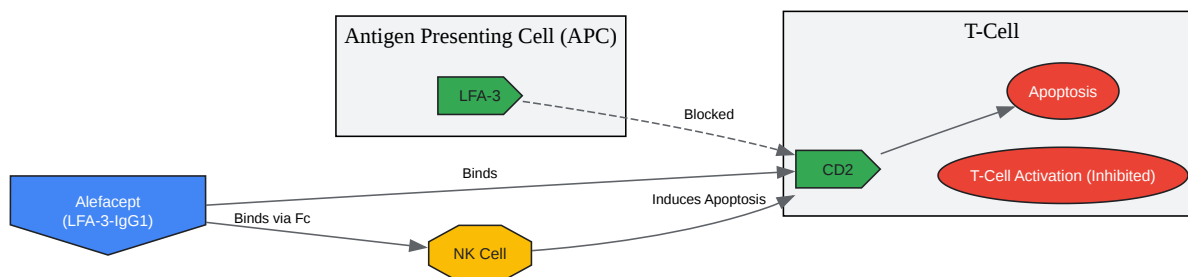 Antigen Presenting Cell (APC)
T-Cell
LFA-3
Blocked
Apoptosis
CD2
T-Cell Activation (Inhibited)
Alefacept
(LFA-3-IgG1)
Binds
Binds via Fc
Induces Apoptosis
NK Cell